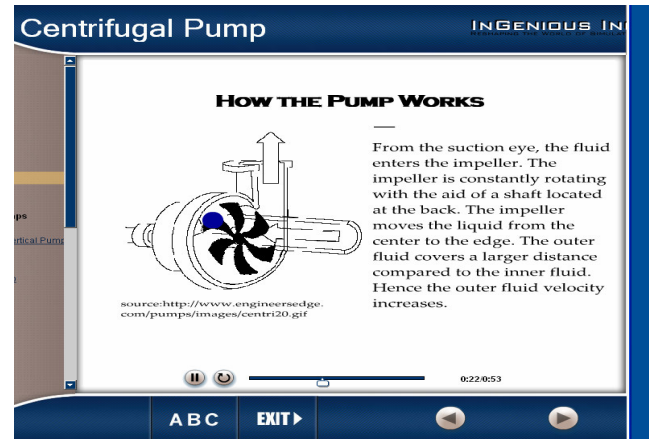 Centrifugal Pump
INGENIOUS IN
HOW THE PUMP WORKS
From the suction eye, the fluid
enters the impeller. The
impeller is constantly rotating
with the aid of a shaft located
at the back. The impeller
moves the liquid from the
center to the edge. The outer
fluid covers a larger distance
compared to the inner fluid.
Hence the outer fluid velocity
increases.
source:http://www.engineersedge.
com/pumps/images/centri20.gif
ps
ertical Pump
0:22/0:53
ABC
EXIT